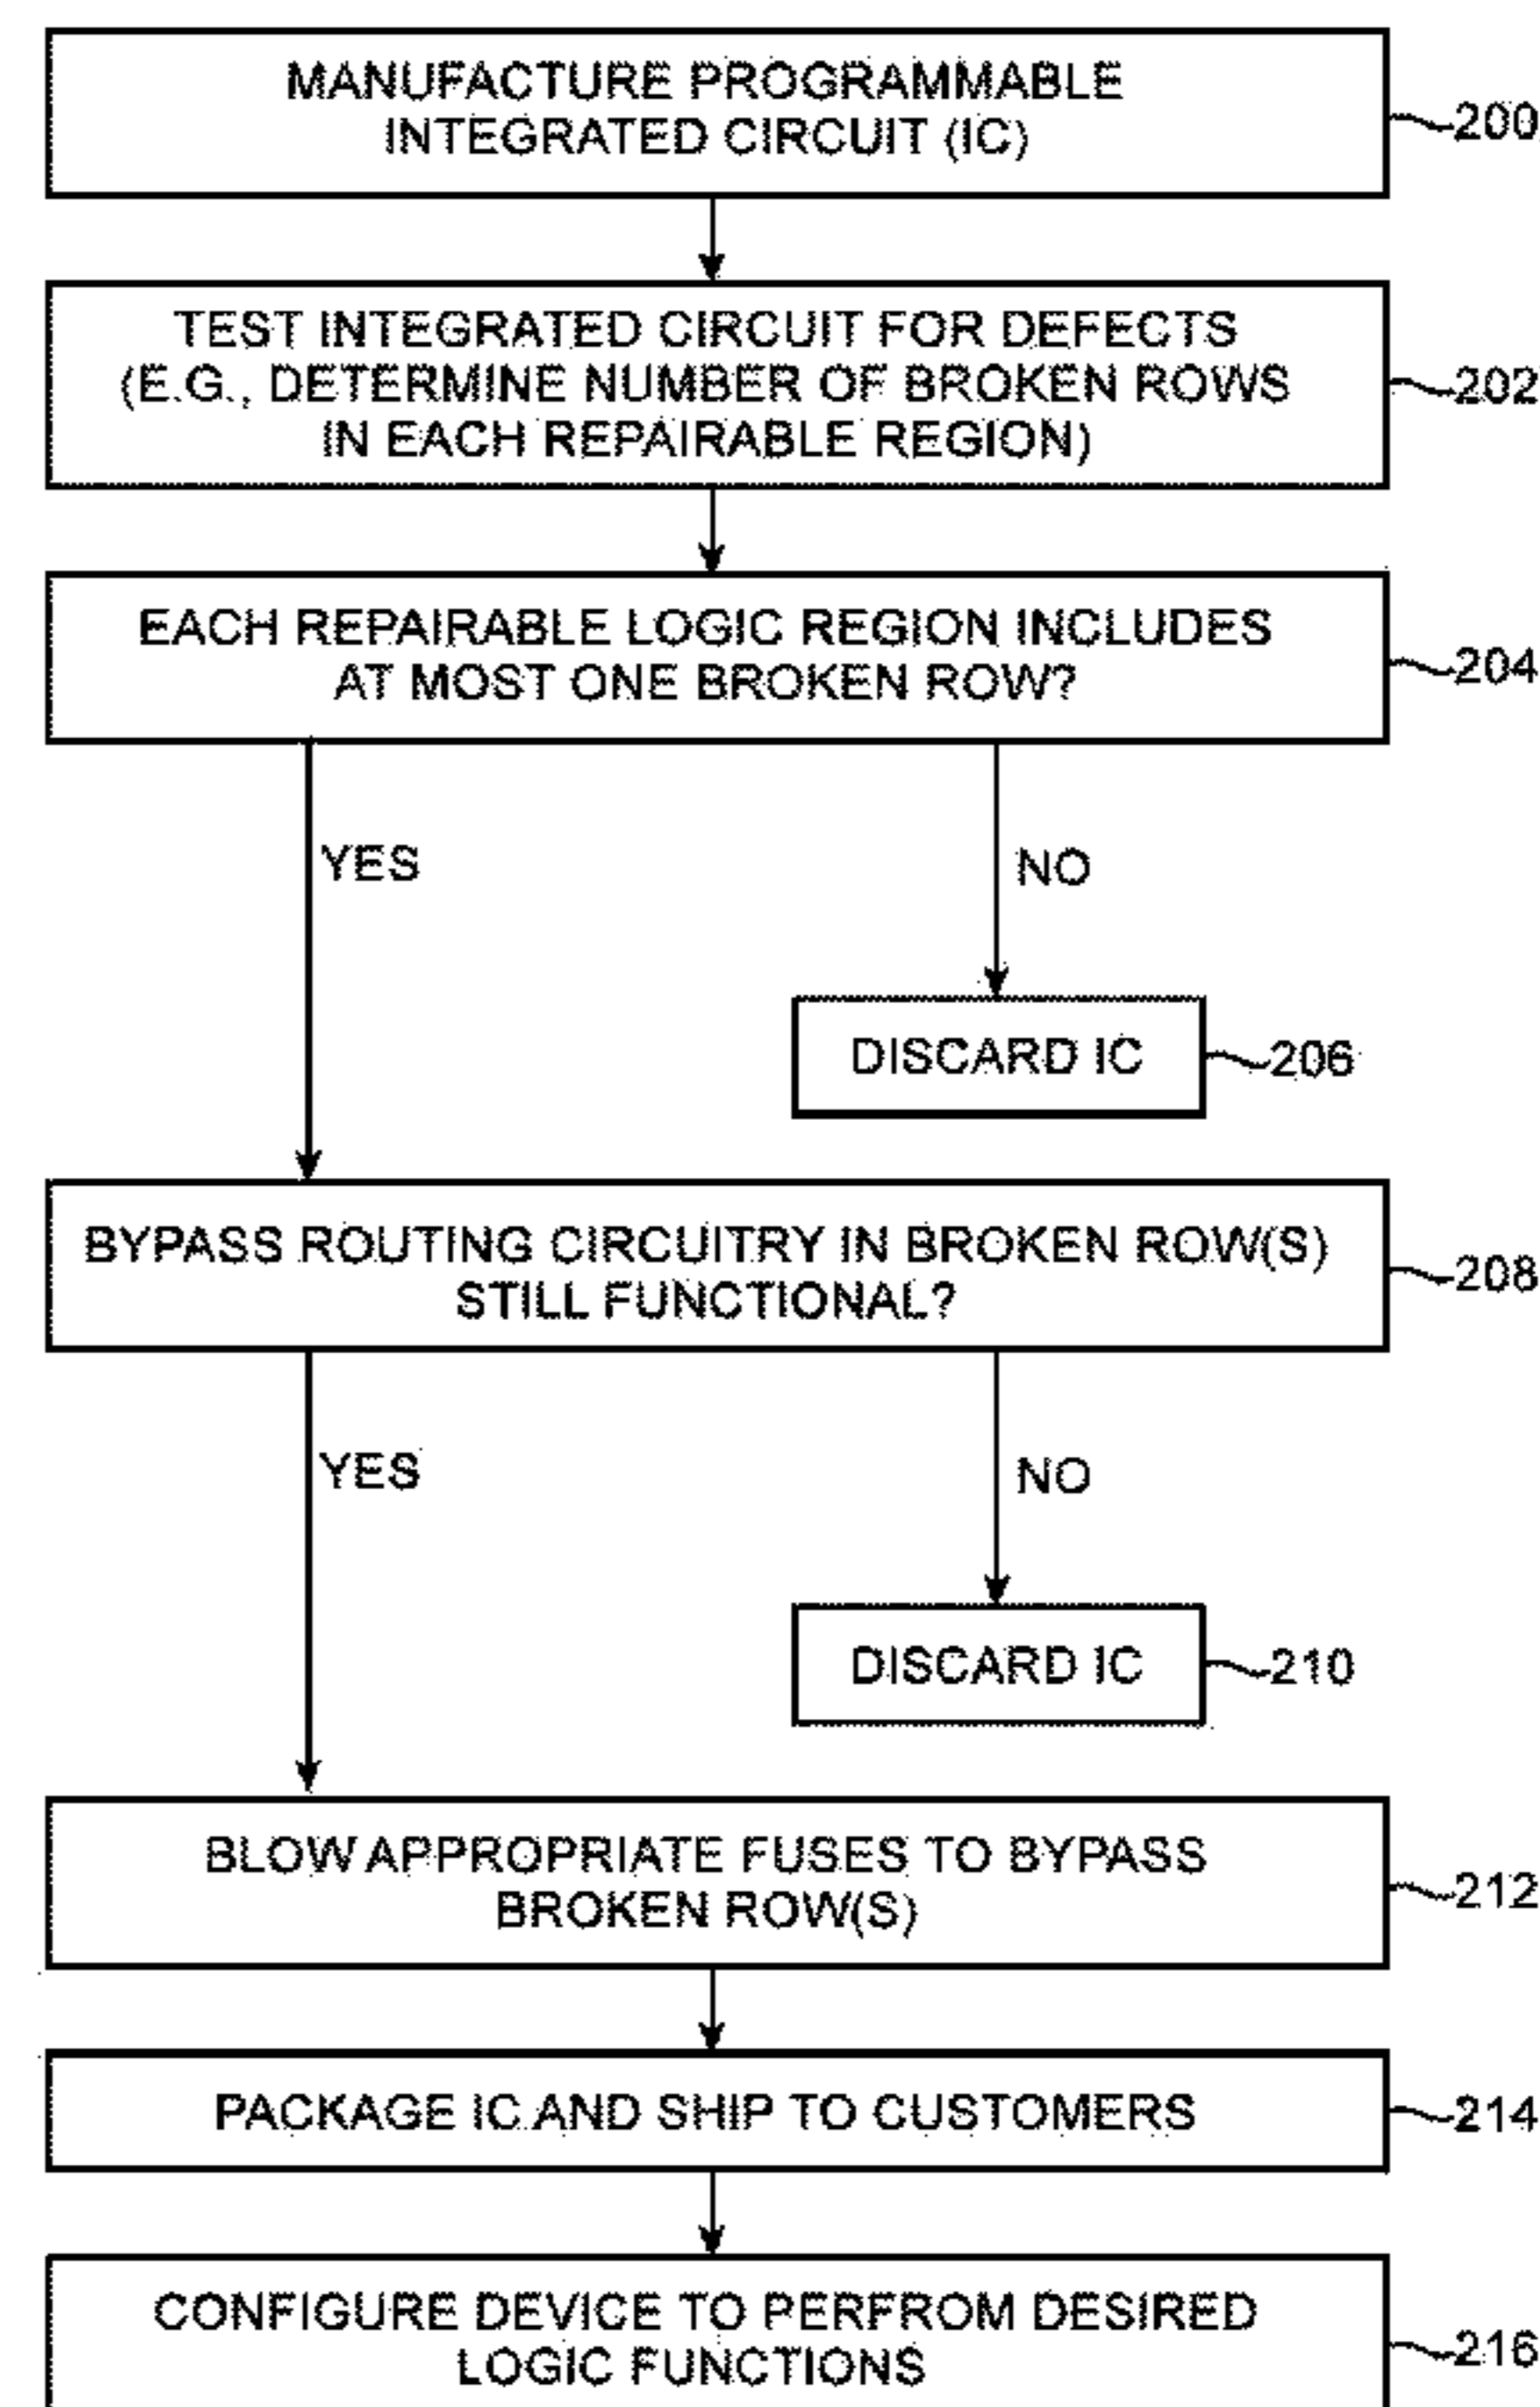 MANUFACTURE PROGRAMMABLE
INTEGRATED CIRCUIT (IC)
200
TEST INTEGRATED CIRCUIT FOR DEFECTS
(E.G., DETERMINE NUMBER OF BROKEN ROWS
IN EACH REPAIRABLE REGION)
202
EACH REPAIRABLE LOGIC REGION INCLUDES
AT MOST ONE BROKEN ROW?
204
YES
NO
DISCARD IC
206
BYPASS ROUTING CIRCUITRY IN BROKEN ROW(S)
STILL FUNCTIONAL?
208
YES
NO
DISCARD IC
210
BLOW APPROPRIATE FUSES TO BYPASS
BROKEN ROW(S)
212
PACKAGE IC AND SHIP TO CUSTOMERS
214
CONFIGURE DEVICE TO PERFROM DESIRED
LOGIC FUNCTIONS
216